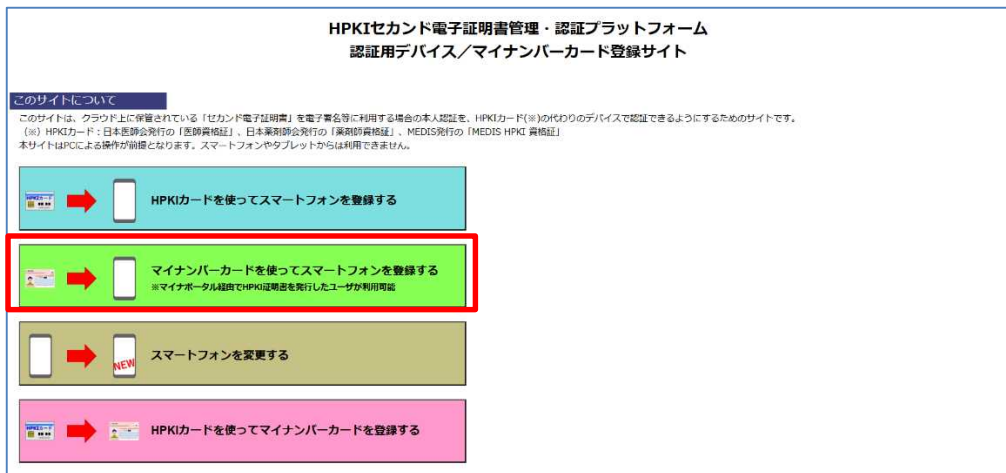 HPKIセカンド電子証明書管理・認証プラットフォーム
認証用デバイス／マイナンバーカード登録サイト
このサイトについて
このサイトは、クラウド上に保管されている「セカンド電子証明書」を電子署名等に利用する場合の本人認証を、HPKIカード(※)の代わりのデバイスで認証できるようにするためのサイトです。
（※）HPKIカード：日本医師会発行の「医師資格証」、日本薬剤師会発行の「薬剤師資格証」、MEDIS発行の「MEDIS HPKI 資格証」
本サイトはPCによる操作が前提となります。スマートフォンやタブレットからは利用できません。
HPKIカード
HPKIカードを使ってスマートフォンを登録する
マイナンバーカードを使ってスマートフォンを登録する
※マイナポータル経由でHPKI証明書を発行したユーザが利用可能
NEW
スマートフォンを変更する
HPKIカード
HPKIカードを使ってマイナンバーカードを登録する